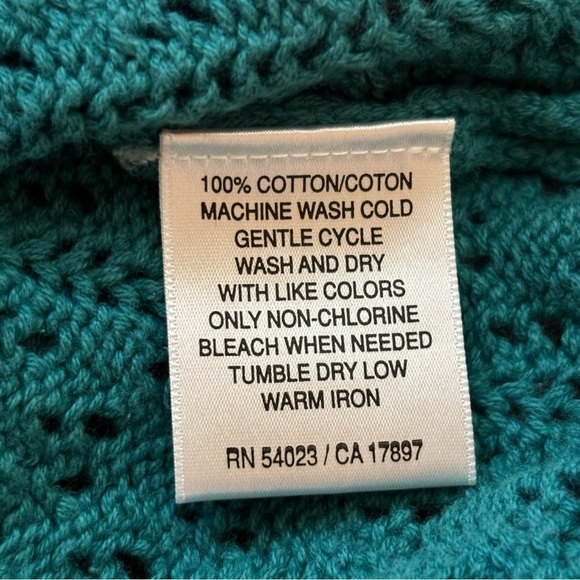 100% COTTON/COTON
MACHINE WASH COLD
GENTLE CYCLE
WASH AND DRY
WITH LIKE COLORS
ONLY NON-CHLORINE
BLEACH WHEN NEEDED
TUMBLE DRY LOW
WARM IRON
RN 54023 / CA 17897